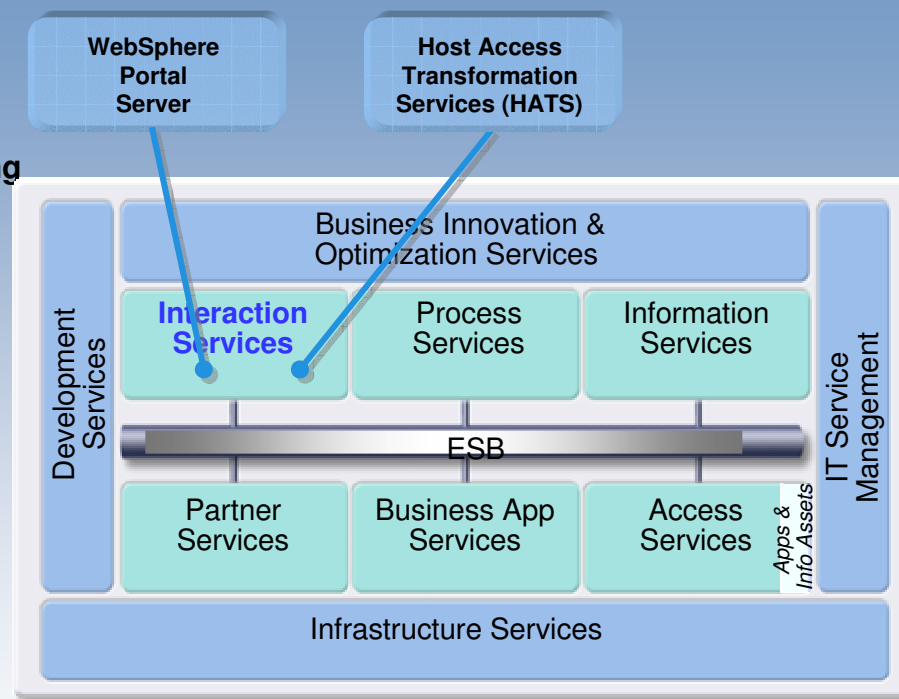 WebSphere
Portal
Server
Host Access
Transformation
Services (HATS)
Business Innovation &
Optimization Services
Development
Services
Interaction
Services
Process
Services
Information
Services
IT Service
Management
ESB
Partner
Services
Business App
Services
Access
Services
Apps &
Info Assets
Infrastructure Services